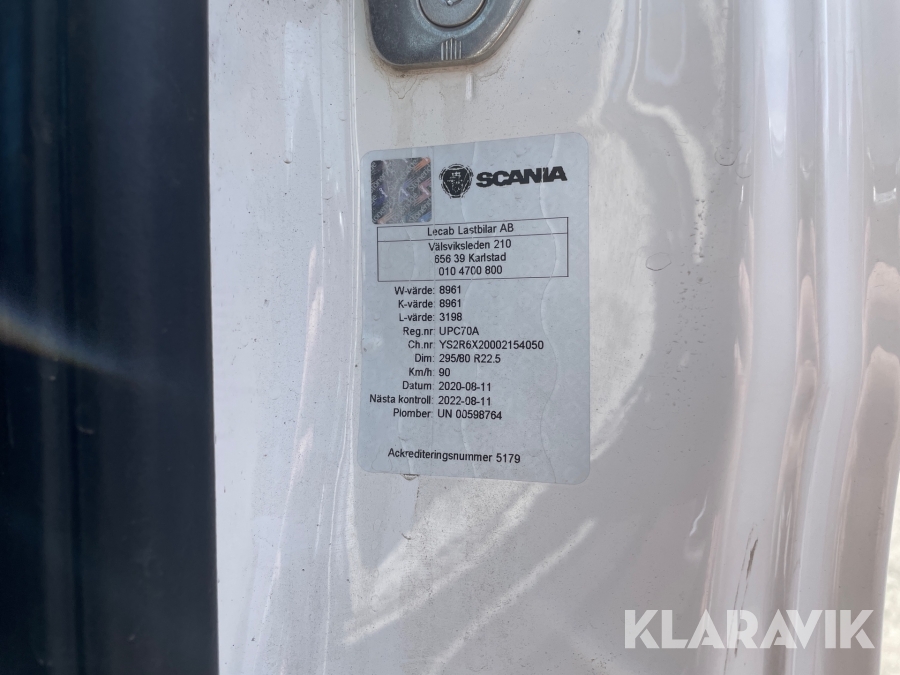 SCANIA
Lecab Lastbilar AB
Välsviksleden 210
656 39 Karlstad
010 4700 800
W-värde: 8961
K-värde: 8961
L-värde: 3198
Reg.nr: UPC70A
Ch.nr: YS2R6X20002154050
Dim: 295/80 R22.5
Km/h: 90
Datum: 2020-08-11
Nästa kontroll: 2022-08-11
Plomber: UN 00598764
Ackrediteringsnummer 5179
KLARAVIK